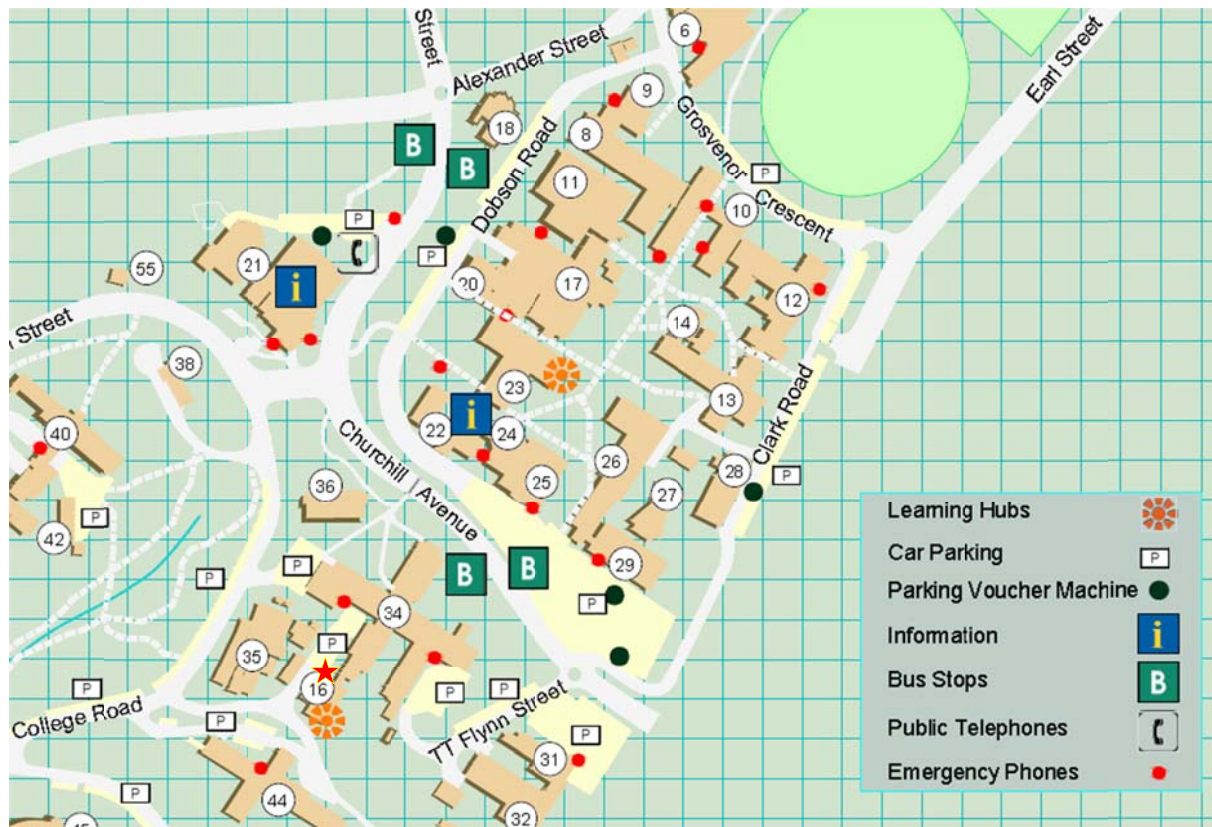 Street
Alexander Street
Earl Street
6
9
18
8
Grosvenor Crescent
P
B
B
Dobson Road
11
10
P
P
21
55
i
20
17
12
14
Street
38
23
13
Clark Road
40
22
i
24
26
28
P
Churchill Avenue
25
27
36
42
P
P
P
B
B
29
P
34
P
35
16
P
P
P
College Road
P
TT Flynn Street
P
31
44
P
32
Learning Hubs
Car Parking
P
Parking Voucher Machine
Information
i
Bus Stops
B
Public Telephones
Emergency Phones